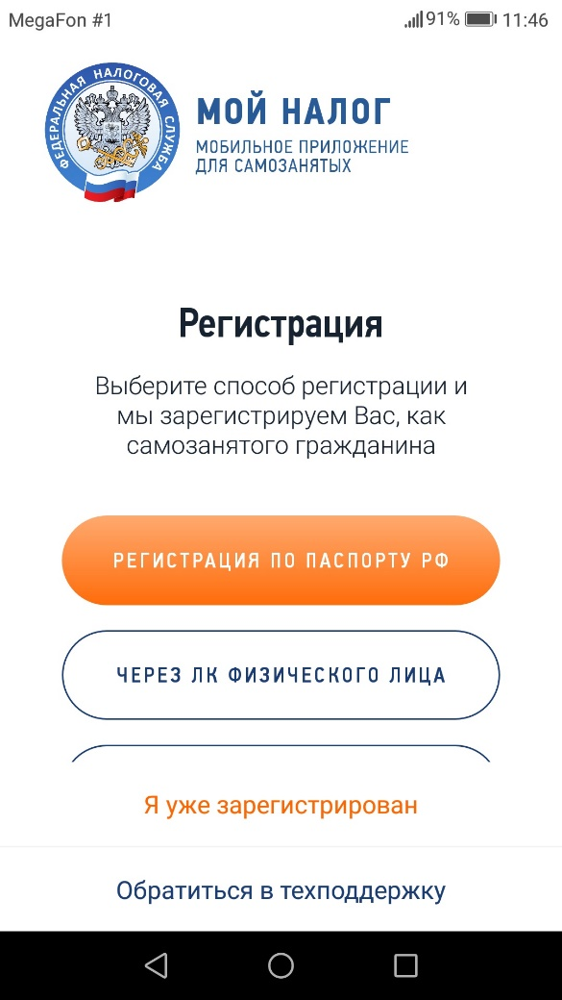 MegaFon #1
91%
11:46
ФЕДЕРАЛЬНАЯ НАЛОГОВАЯ СЛУЖБА
МОЙ НАЛОГ
МОБИЛЬНОЕ ПРИЛОЖЕНИЕ
ДЛЯ САМОЗАНЯТЫХ
Регистрация
Выберите способ регистрации и
мы зарегистрируем Вас, как
самозанятого гражданина
РЕГИСТРАЦИЯ ПО ПАСПОРТУ РФ
ЧЕРЕЗ ЛК ФИЗИЧЕСКОГО ЛИЦА
Я уже зарегистрирован
Обратиться в техподдержку